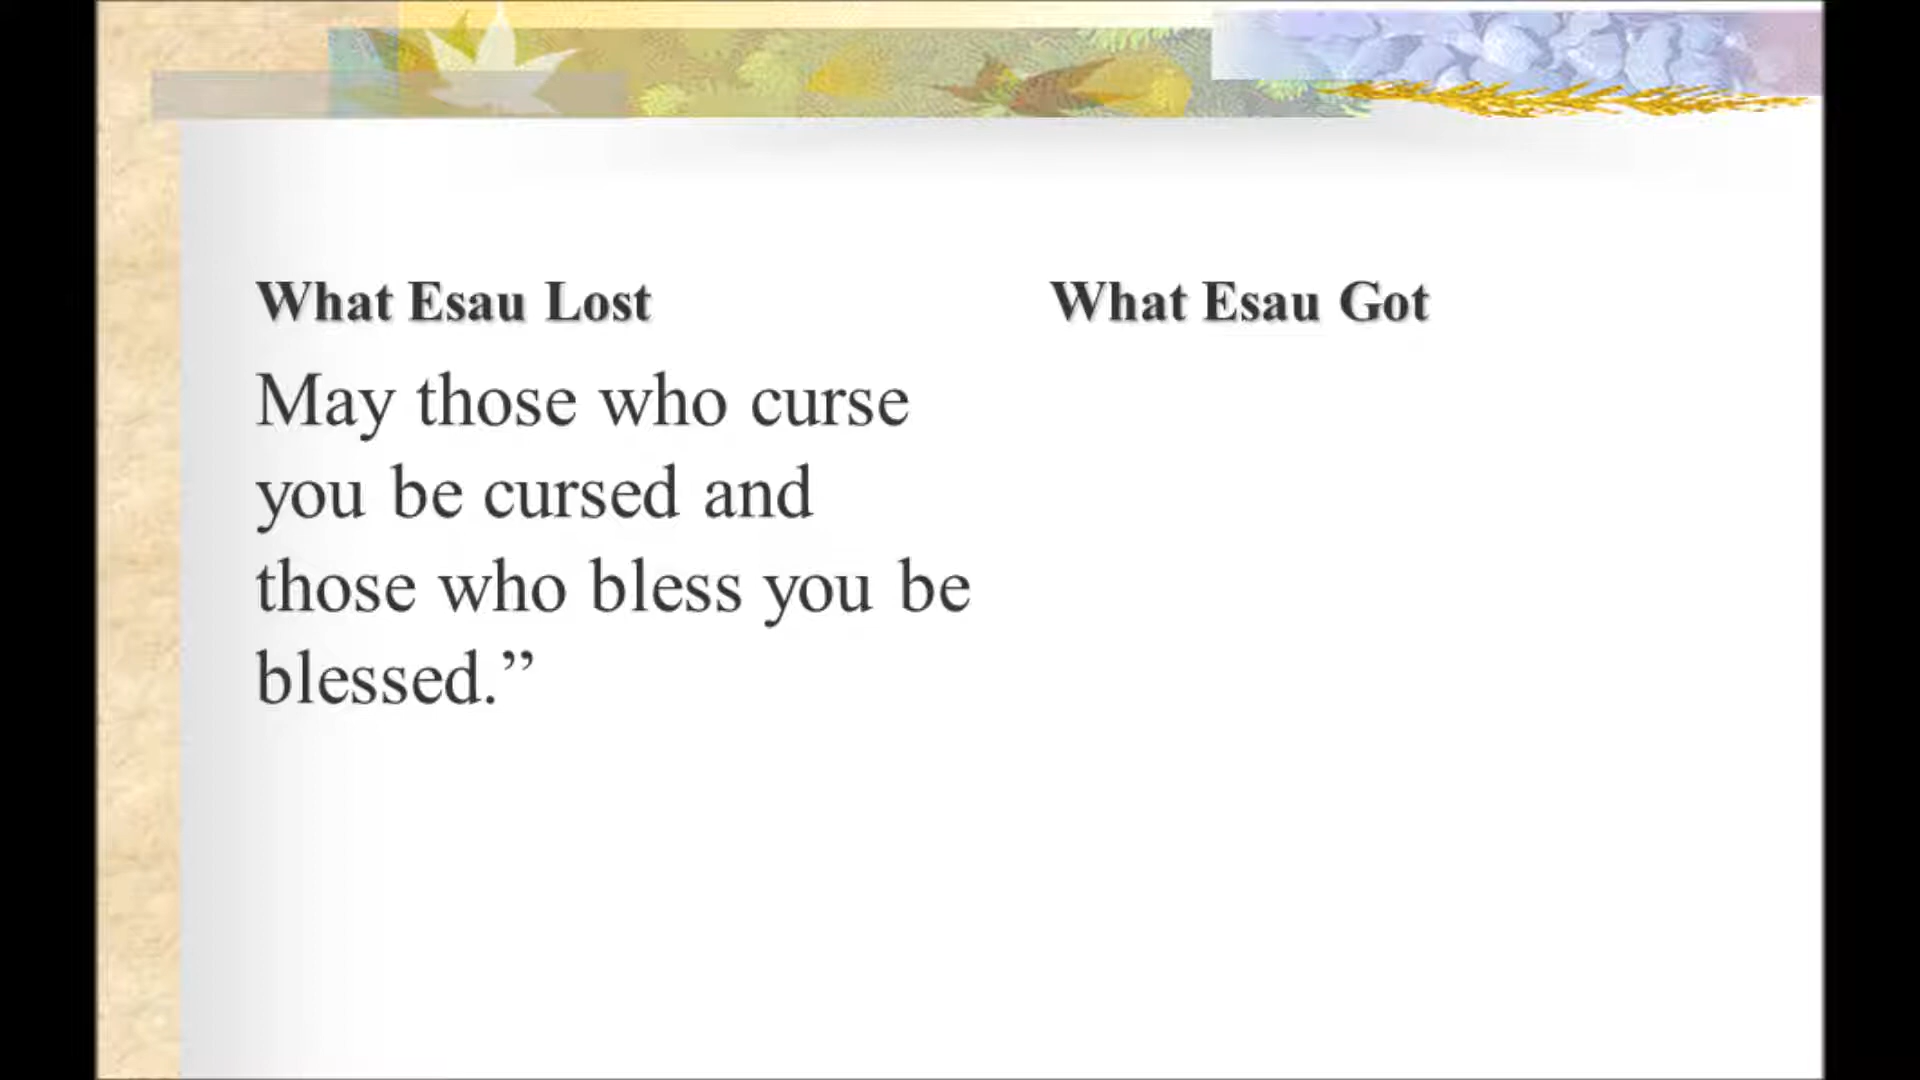 What Esau Lost
May those who curse
you be cursed and
those who bless you be
blessed.”
What Esau Got